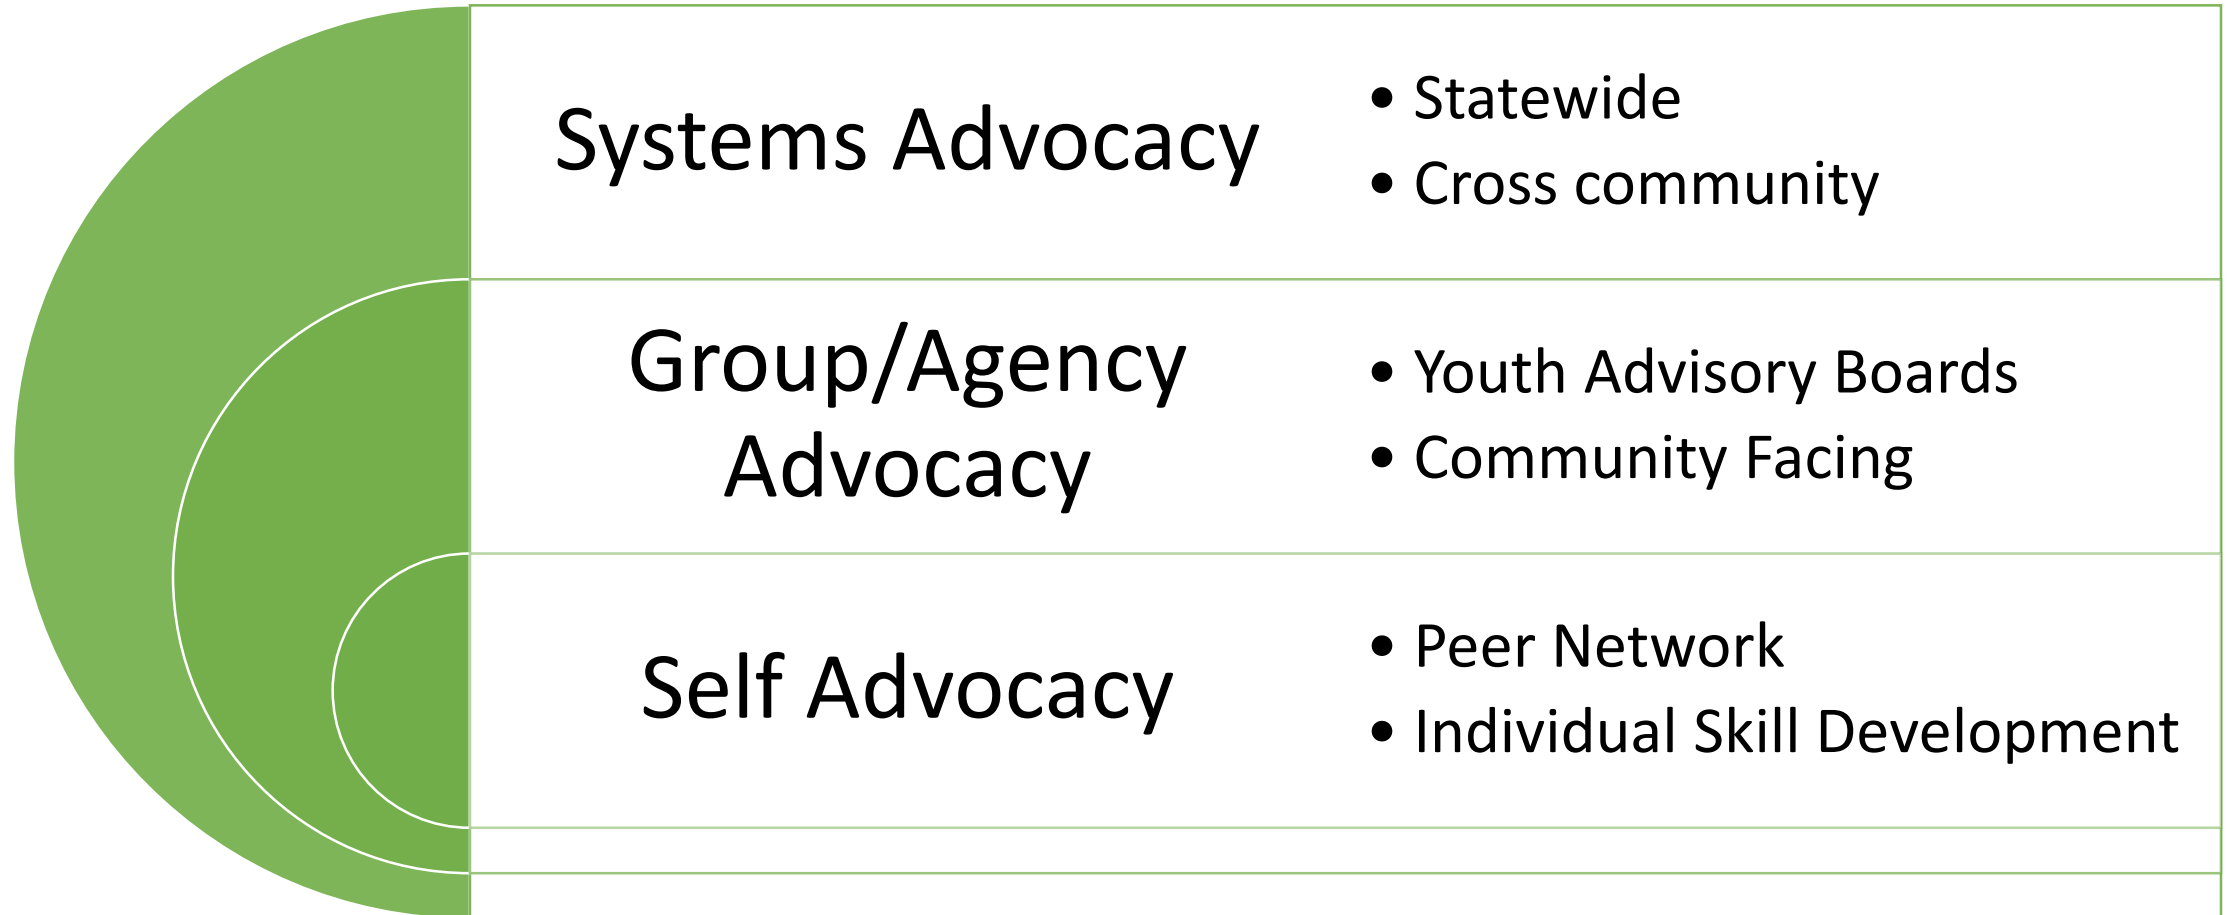 Systems Advocacy
• Statewide
• Cross community
Group/Agency
Advocacy
• Youth Advisory Boards
• Community Facing
Self Advocacy
• Peer Network
• Individual Skill Development